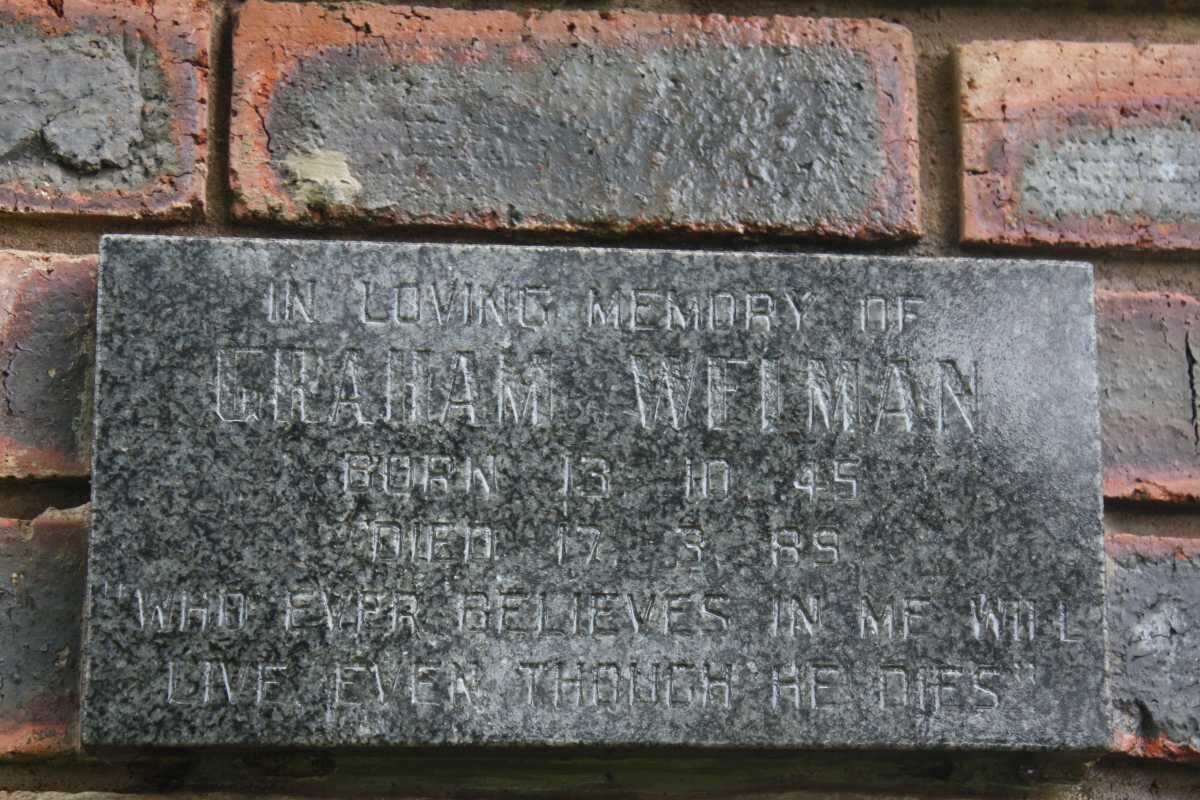 IN LOVING MEMORY OF
GRAHAM WEIMAN
BORN 13. 10. 45
DIED 17. 3. 89.
"WHO EVER BELIEVES IN ME WILL
LIVE EVEN THOUGH HE DIES"